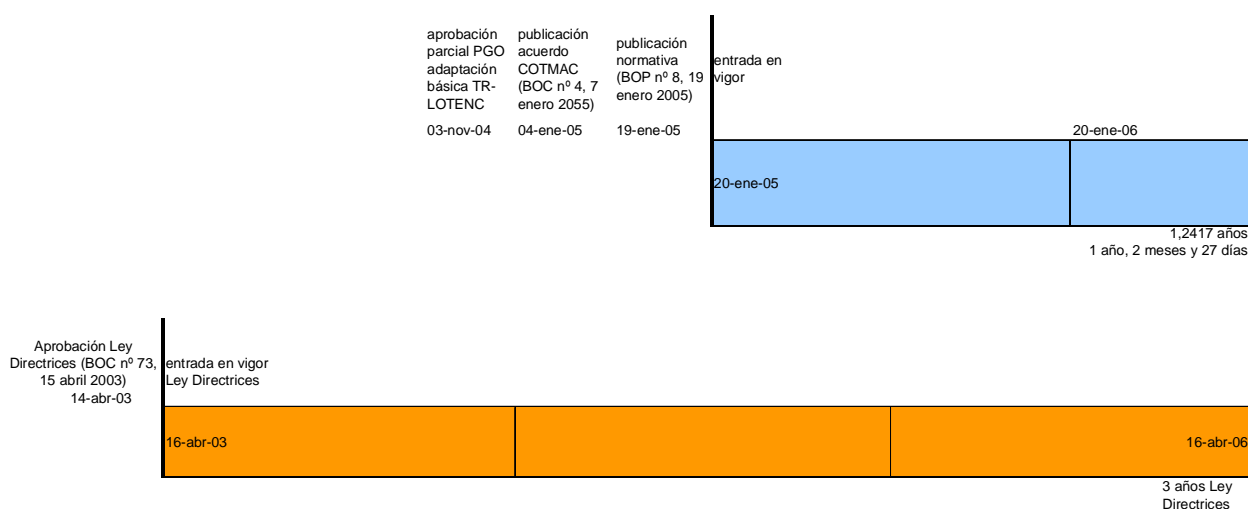 aprobación
parcial PGO
adaptación
básica TR-
LOTENC
03-nov-04
publicación
acuerdo
COTMAC
(BOC nº 4, 7
enero 2055)
04-ene-05
publicación
normativa
(BOP nº 8, 19
enero 2005)
19-ene-05
entrada en
vigor
20-ene-06
20-ene-05
1,2417 años
1 año, 2 meses y 27 días
Aprobación Ley
Directrices (BOC nº 73,
15 abril 2003)
14-abr-03
entrada en vigor
Ley Directrices
16-abr-03
16-abr-06
3 años Ley
Directrices